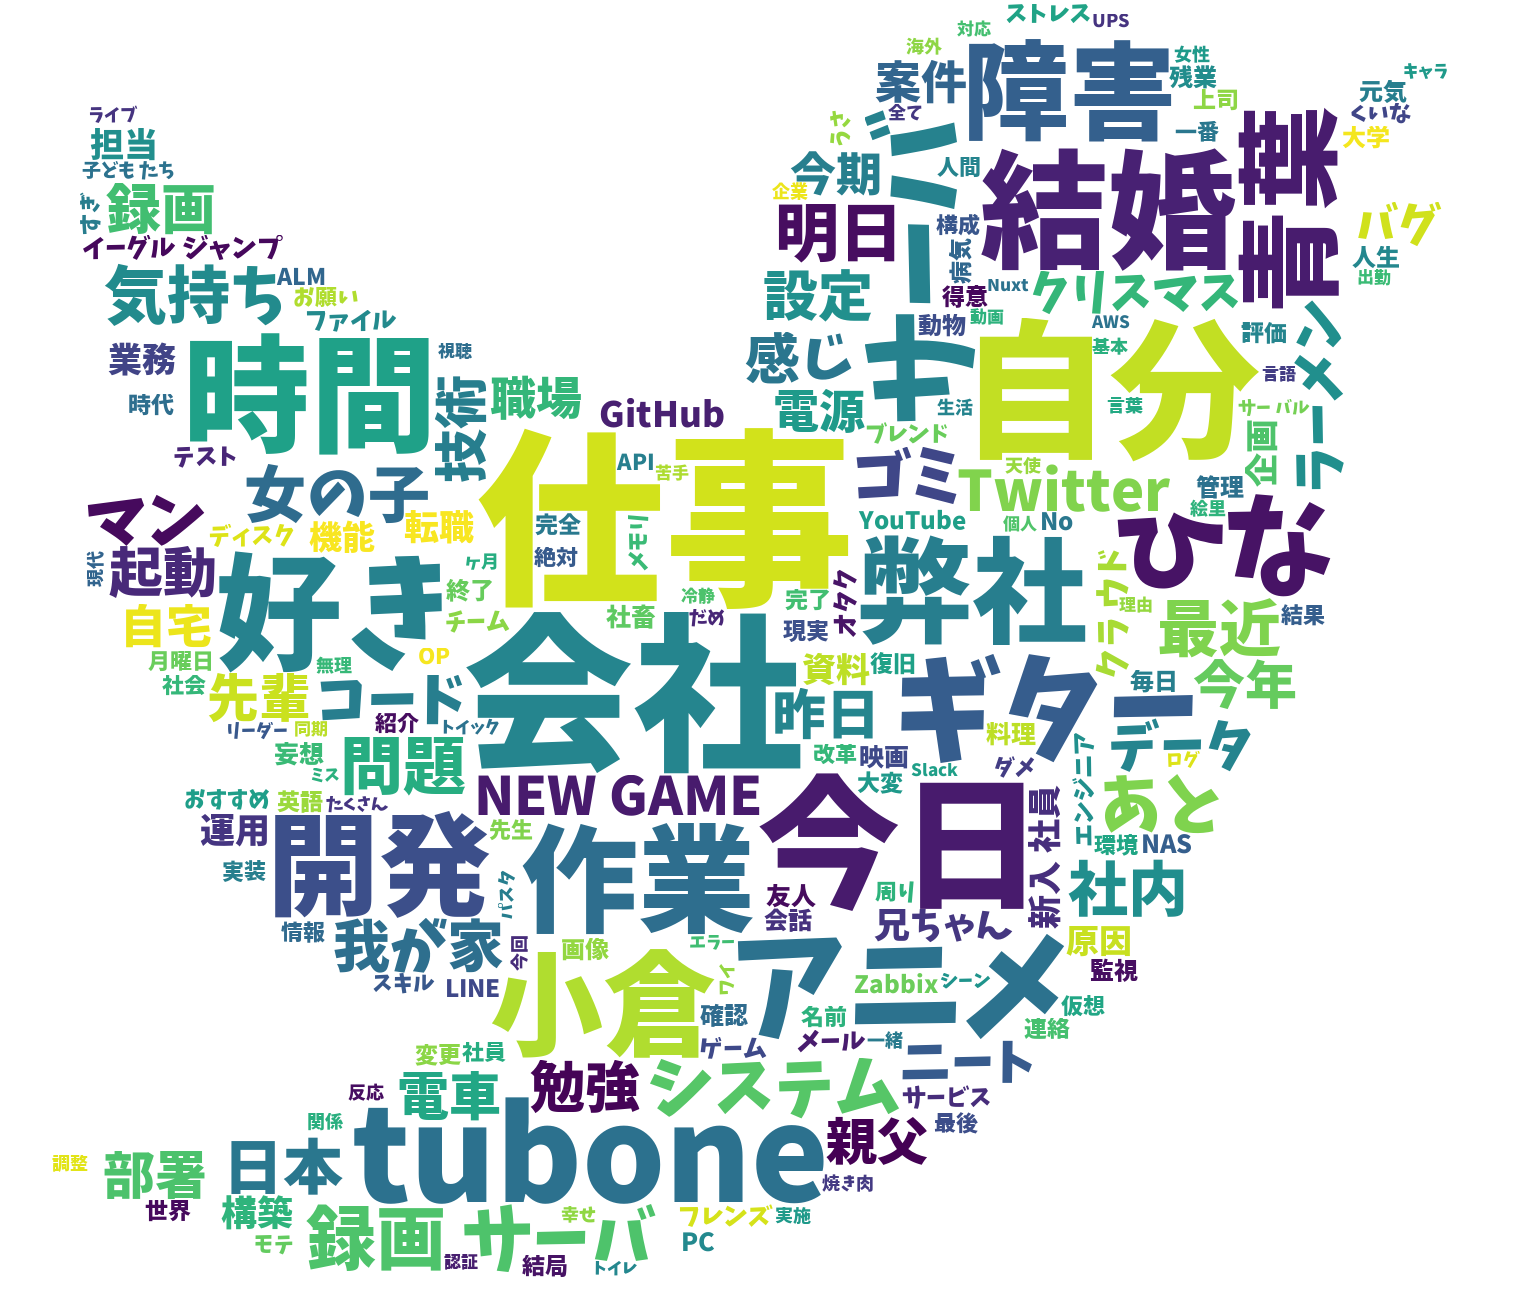 ストレス
UPS
対応
海外
障害
女性
残業
案件
上司
全て
一番
キャラ
元気
くいな
大学
ライブ
担当
子どもたち
録画
すぎ
イーグル ジャンプ
うさ
今期
人間
企業
明日
構成
病気
結婚
青葉
バグ
人生
出勤
気持ち
ALM
お願い
ファイル
設定
得意
Nuxt
クリスマス
動物
動画
AWS
基本
評価
サーバー
キー
業務
時間
視聴
時代
技術
職場
GitHub
感じ
電源
生活
自分
言語
言葉
サー バル
ラーメン
企画
ブレンド
テスト
女の子
仕事
API
苦手
ゴミ
天使
Twitter
管理
絵里
マン
ディスク
機能
転職
完全
メモリ
YouTube
個人
No
ひな
起動
現代
好き
ヶ月
絶対
弊社
オタク
クラウド
理由
最近
結果
自宅
終了
チーム
社畜
冷静
だめ
完了
現実
月曜日
社会
無理
OP
会社
資料
復旧
先輩
コード
昨日
ギター
毎日
今年
リーダー
同期
紹介
トイック
料理
データ
ログ
妄想
ミス
問題
改革
映画
大変
Slack
ダメ
エンジニア
おすすめ
英語
たくさん
NEW GAME
今日
あと
運用
開発
先生
作業
新入 社員
環境
NAS
実装
パスタ
友人
会話
周り
社内
情報
我が家
今回
画像
エラー
兄ちゃん
原因
監視
スキル
LINE
小倉
ワイ
アニメ
Zabbix
シーン
仮想
確認
名前
連絡
ゲーム
メール
一緒
ニート
変更
社員
電車
勉強
システム
サービス
最後
反応
関係
tubone
親父
調整
部署
日本
焼き肉
世界
構築
モテ
録画
サーバ
幸せ
フレンズ
実施
PC
認証
結局
トイレ